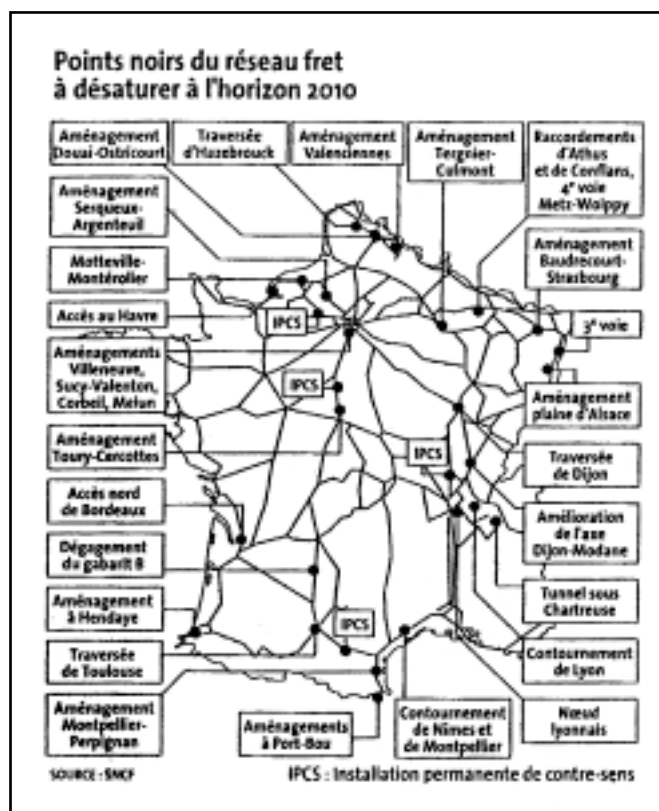 Points noirs du réseau fret
à désaturer à l'horizon 2010
Aménagement
Douai-Ostricourt
Traversée
d'Hazebrouck
Aménagement
Valenciennes
Aménagement
Tergnier-
Culmont
Raccordements
d'Athus
et de Conflans,
4e voie
Metz-Woippy
Aménagement
Serqueux-
Argenteuil
Aménagement
Baudrecourt-
Strasbourg
Motteville-
Montérolier
3e voie
Accès au Havre
IPCS
Aménagements
Villeneuve,
Sucy-Valenton,
Corbeil, Melun
IPCS
Aménagement
plaine d'Alsace
Aménagement
Toury-Cercottes
IPCS
Traversée
de Dijon
Accès nord
de Bordeaux
Amélioration
de l'axe
Dijon-Modane
Dégagement
du gabarit B
Tunnel sous
Chartreuse
Aménagement
à Hendaye
IPCS
Traversée
de Toulouse
Contournement
de Lyon
Aménagement
Montpellier-
Perpignan
Aménagements
à Port-Bou
Contournement
de Nîmes et
de Montpellier
Nœud
lyonnais
SOURCE : SNCF
IPCS : Installation permanente de contre-sens